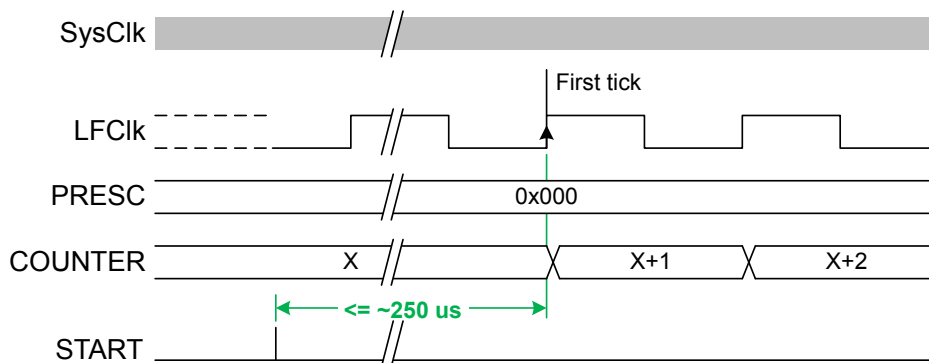 SysClk
First tick
LFClk
PRESC
0x000
COUNTER
X
X+1
X+2
<= ~250 us
START